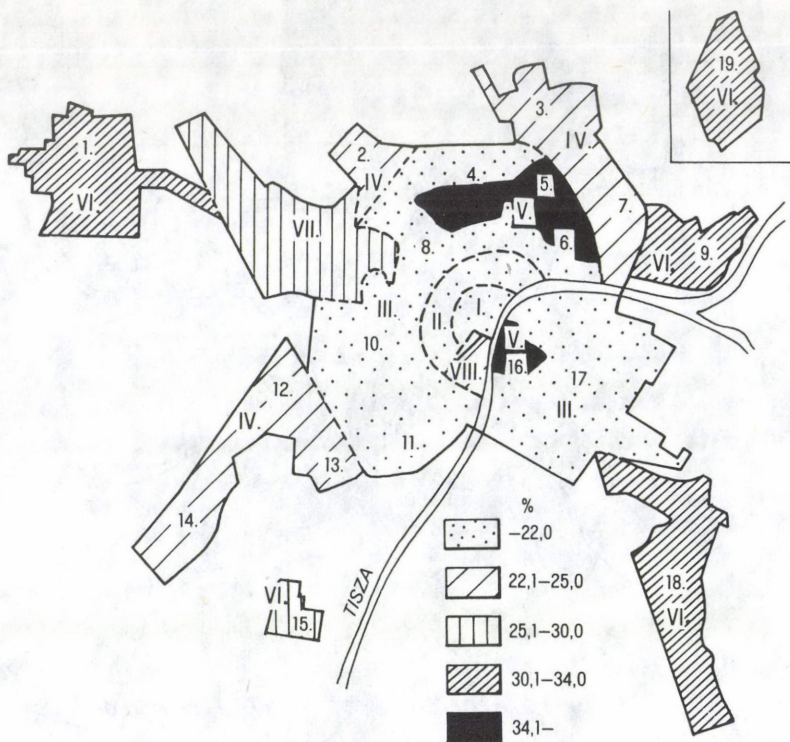 19.
VI.
3.
IV.
1.
VI.
2.
IV
4.
5.
V.
6.
7.
VI.
9.
VII.
8.
III.
II.
I.
10.
VIII.
V.
16.
17.
III.
12.
IV.
11.
13.
14.
VI.
15.
TISZA
18.
VI.
%
–22,0
22,1–25,0
25,1–30,0
30,1–34,0
34,1–